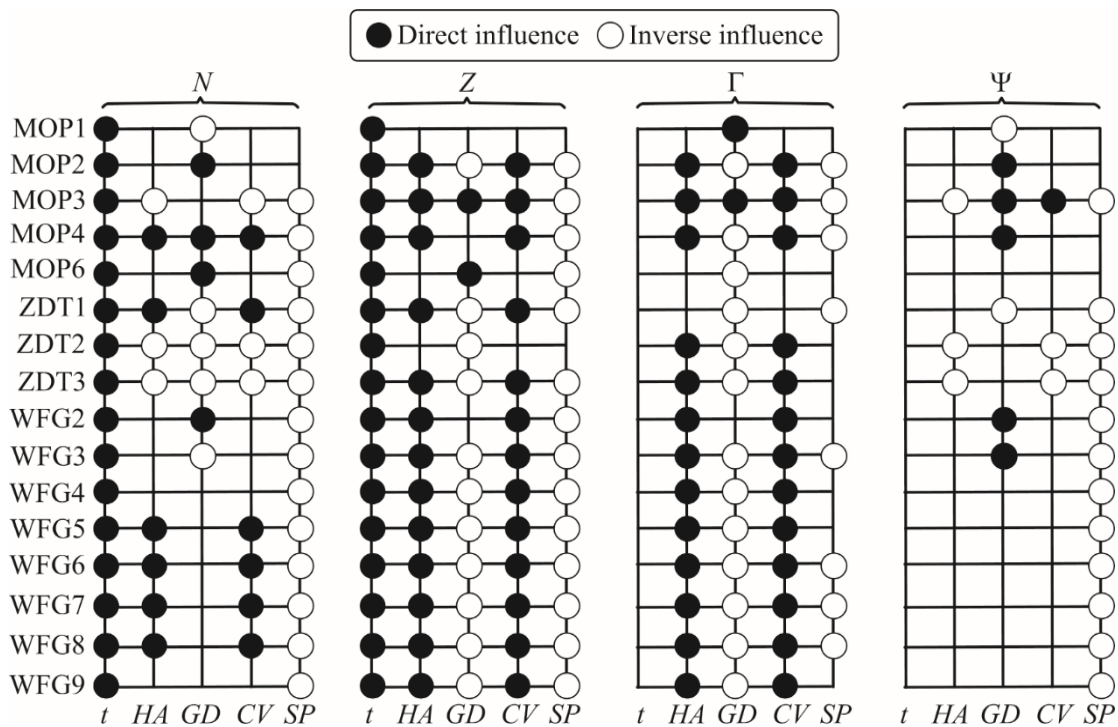 Direct influence Inverse influence
N Z Γ Ψ
MOP1
MOP2
MOP3
MOP4
MOP6
ZDT1
ZDT2
ZDT3
WFG2
WFG3
WFG4
WFG5
WFG6
WFG7
WFG8
WFG9
t HA GD CV SP t HA GD CV SP t HA GD CV SP t HA GD CV SP